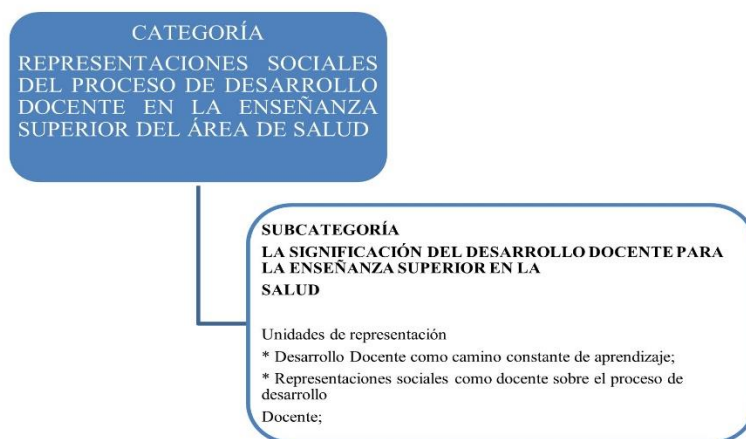 CATEGORÍA
REPRESENTACIONES SOCIALES
DEL PROCESO DE DESARROLLO
DOCENTE EN LA ENSEÑANZA
SUPERIOR DEL ÁREA DE SALUD
SUBCATEGORÍA
LA SIGNIFICACIÓN DEL DESARROLLO DOCENTE PARA
LA ENSEÑANZA SUPERIOR EN LA
SALUD
Unidades de representación
* Desarrollo Docente como camino constante de aprendizaje;
* Representaciones sociales como docente sobre el proceso de
desarrollo
Docente;